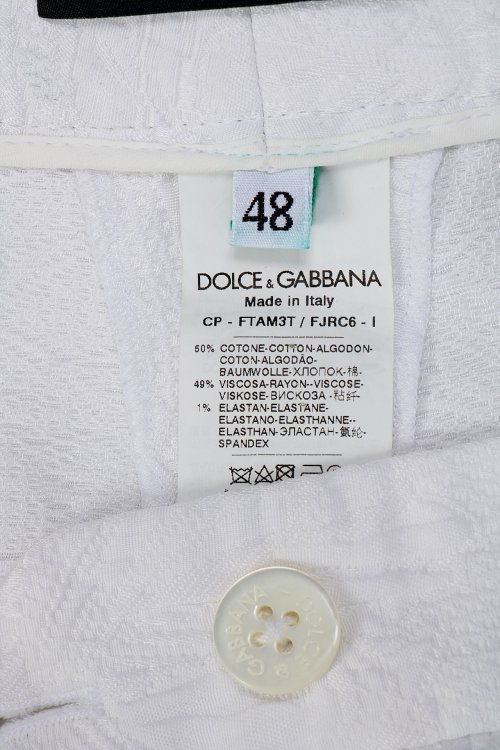 48
DOLCE & GABBANA
Made in Italy
CP - FTAM3T / FJRC6 - I
50% COTONE-COTTON-ALGODON-
COTON-ALGODÃO-
BAUMWOLLE-ХЛОПОК-棉-
49% VISCOSA-RAYON--VISCOSE-
VISKOSE-ВИСКОЗА -粘纤-
1% ELASTAN-ELASTANE-
ELASTANO-ELASTHANNE--
ELASTHAN-ЭЛАСТАН-氨纶-
SPANDEX
DOLCE & GABBANA